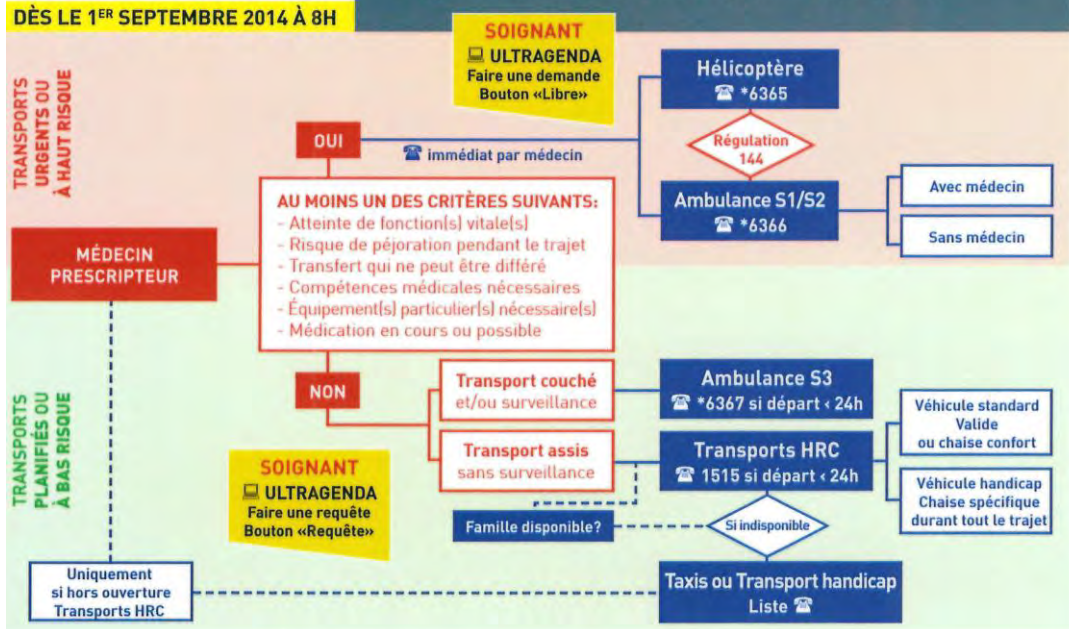 DÈS LE 1ER SEPTEMBRE 2014 À 8H
TRANSPORTS
URGENTS OU
À HAUT RISQUE
SOIGNANT
ULTRAGENDA
Faire une demande
Bouton «Libre»
Hélicoptère
☎ *6365
Régulation
144
Ambulance S1/S2
☎ *6366
Avec médecin
Sans médecin
OUI
☎ immédiat par médecin
AU MOINS UN DES CRITÈRES SUIVANTS:
- Atteinte de fonction(s) vitale(s)
- Risque de péjoration pendant le trajet
- Transfert qui ne peut être différé
- Compétences médicales nécessaires
- Équipement(s) particulier(s) nécessaire(s)
- Médication en cours ou possible
MÉDECIN
PRESCRIPTEUR
NON
TRANSPORTS
PLANIFIÉS OU
À BAS RISQUE
Transport couché
et/ou surveillance
Ambulance S3
☎ *6367 si départ < 24h
Transport assis
sans surveillance
Transports HRC
☎ 1515 si départ < 24h
Véhicule standard
Valide
ou chaise confort
Véhicule handicap
Chaise spécifique
durant tout le trajet
SOIGNANT
ULTRAGENDA
Faire une requête
Bouton «Requête»
Famille disponible?
Si indisponible
Uniquement
si hors ouverture
Transports HRC
Taxis ou Transport handicap
Liste ☎